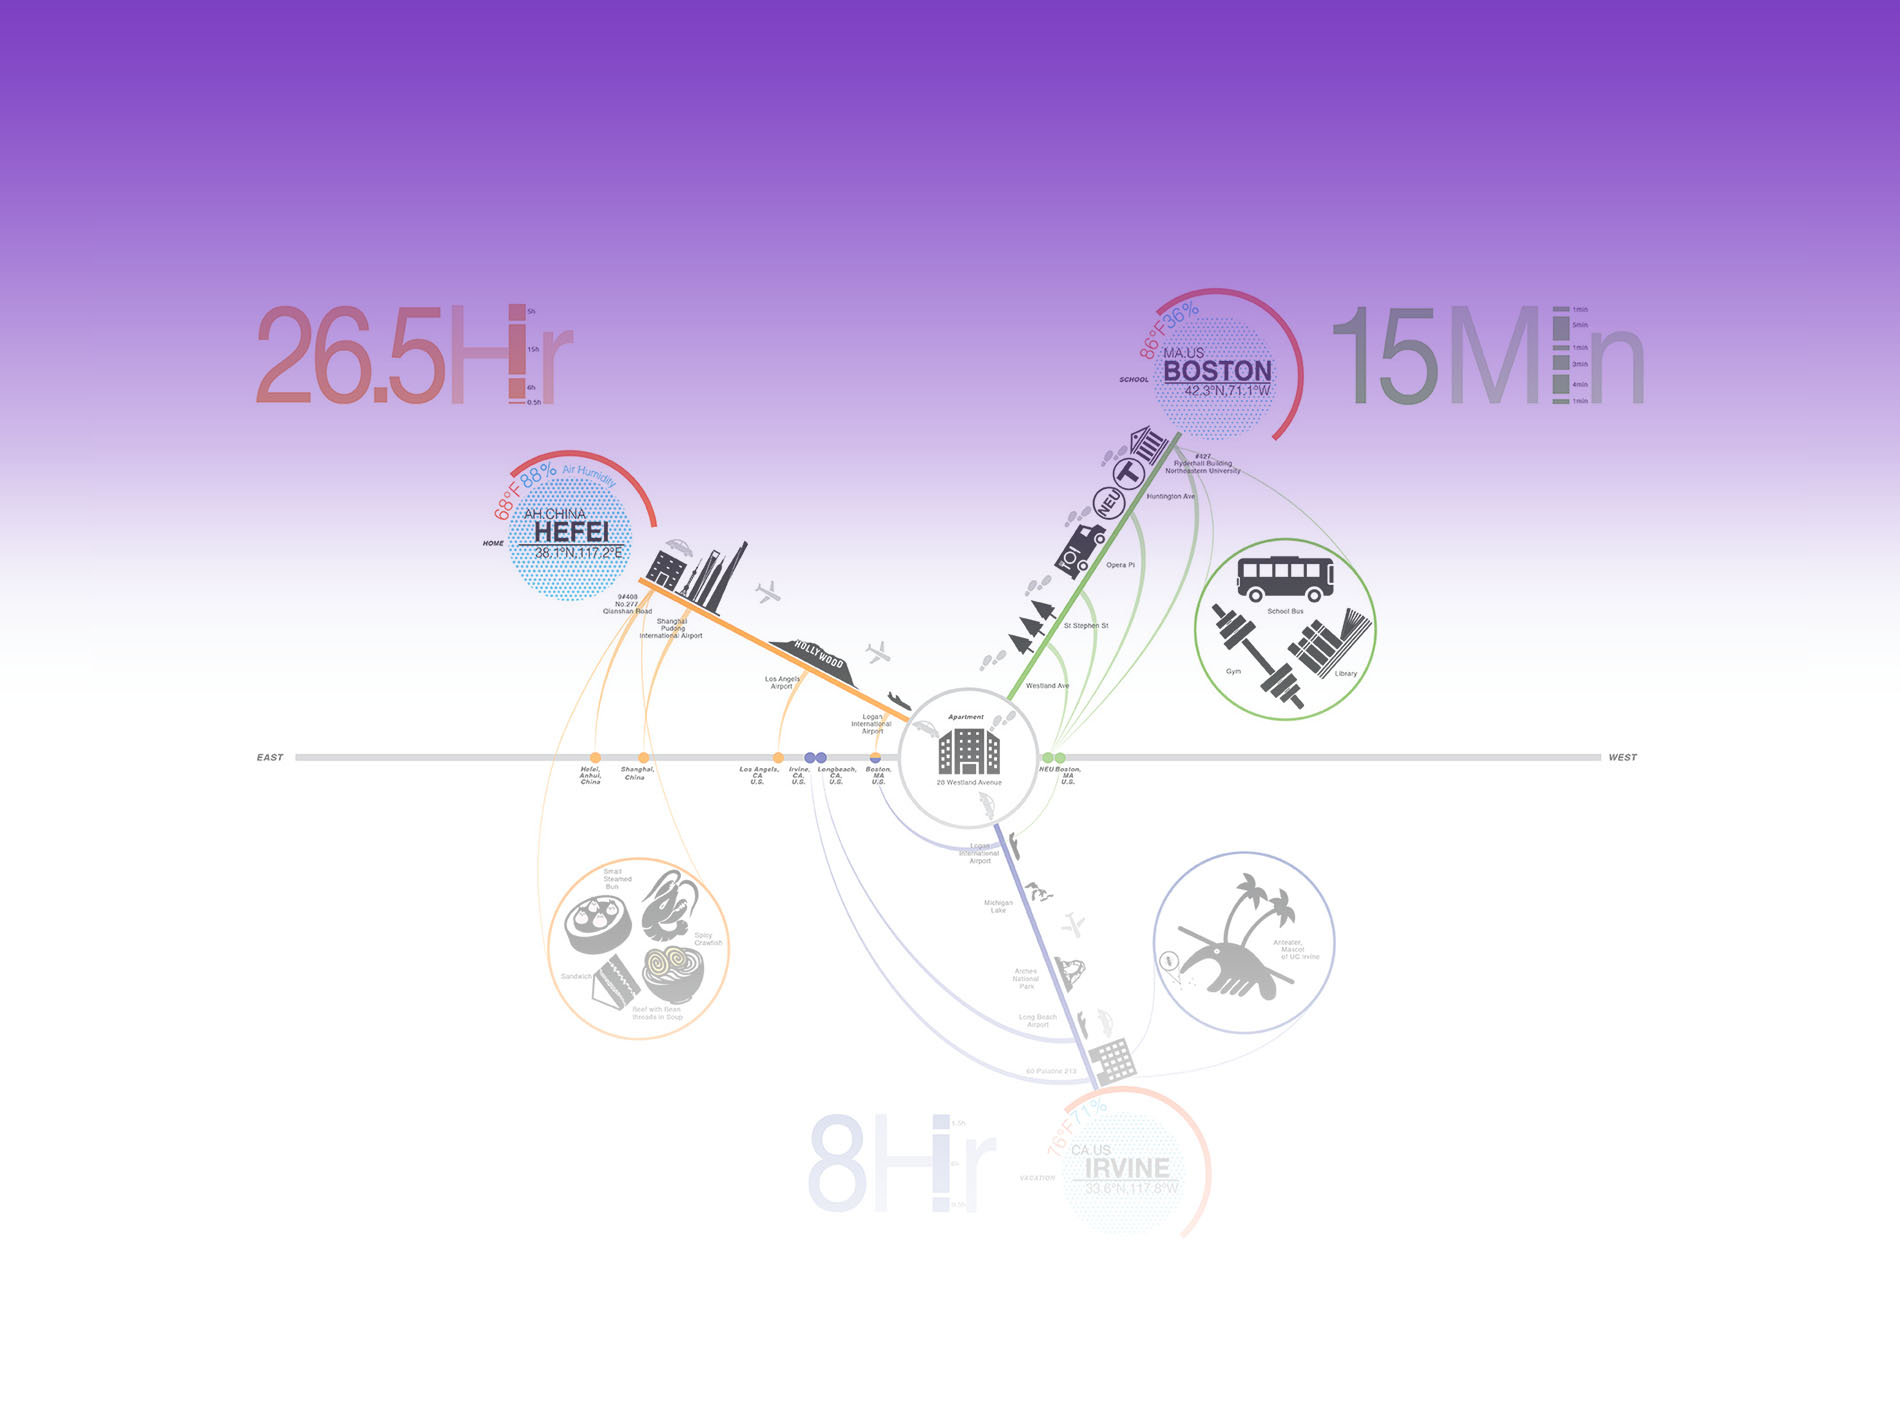 26.5Hr
5h
15h
6h
0.5h
86°F 36%
MA.US
BOSTON
42.3°N,71.1°W
SCHOOL
15Min
1min
5min
1min
3min
4min
1min
68°F 88% Air Humidity
AH.CHINA
HEFEI
38.1°N,117.2°E
HOME
9#408
No.277
Qianshan Road
Shanghai
Pudong
International Airport
HOLLYWOOD
Los Angels
Airport
Logan
International
Airport
#427
Ryderhall Building
Northeastern University
T
NEU
Huntington Ave
Opera Pl
St Stephen St
Westland Ave
School Bus
Gym
Library
Apartment
28 Westland Avenue
EAST
WEST
Hefei,
Anhui,
China
Shanghai,
China
Los Angels,
CA
U.S.
Irvine,
CA,
U.S.
Longbeach,
CA,
U.S.
Boston,
MA
U.S.
NEU
Boston,
MA
U.S.
Logan
International
Airport
Michigan
Lake
Arches
National
Park
Long Beach
Airport
60 Palatine 213
Small
Steamed
Bun
Spicy
Crawfish
Sandwich
Beef with Bean
threads in Soup
Anteater,
Mascot
of UC Irvine
8Hr
1.5h
6h
0.5h
76°F 71%
CA.US
IRVINE
33.6°N,117.8°W
VACATION